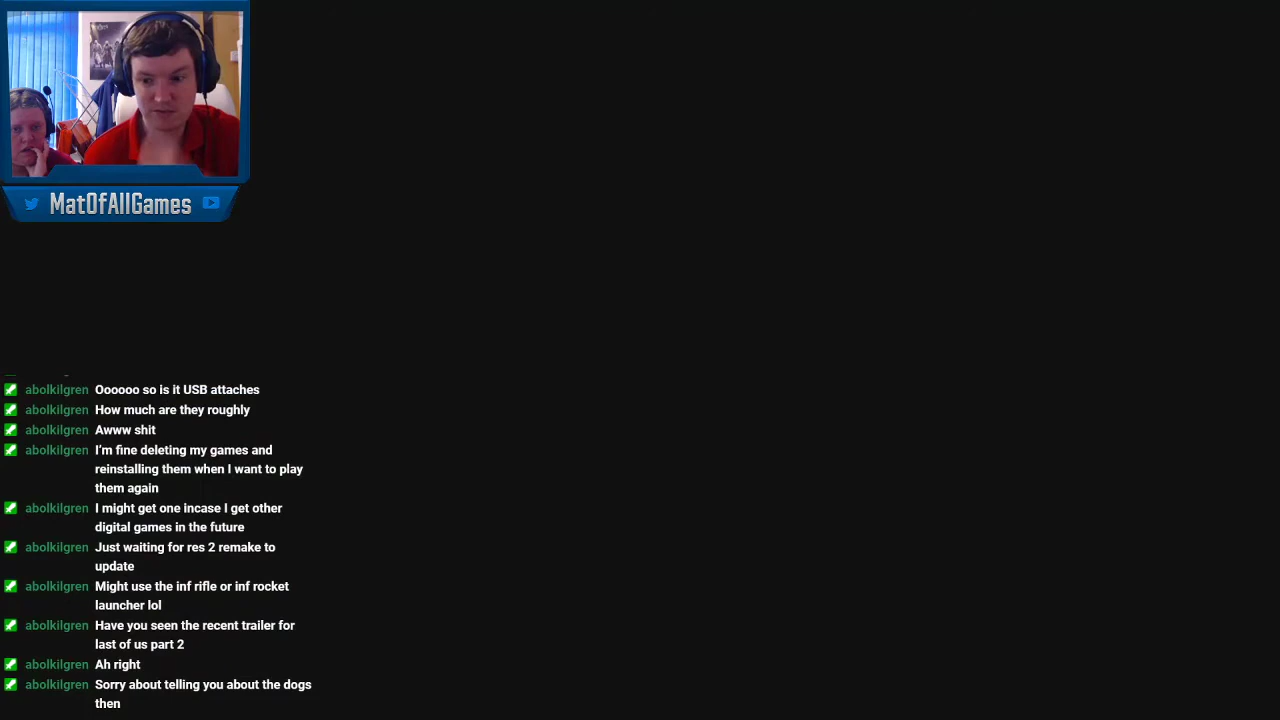 MatOfAllGames
abolkilgren Oooooo so is it USB attaches
abolkilgren How much are they roughly
abolkilgren Awww shit
abolkilgren I'm fine deleting my games and
reinstalling them when I want to play
them again
abolkilgren I might get one incase I get other
digital games in the future
abolkilgren Just waiting for res 2 remake to
update
abolkilgren Might use the inf rifle or inf rocket
launcher lol
abolkilgren Have you seen the recent trailer for
last of us part 2
abolkilgren Ah right
abolkilgren Sorry about telling you about the dogs
then